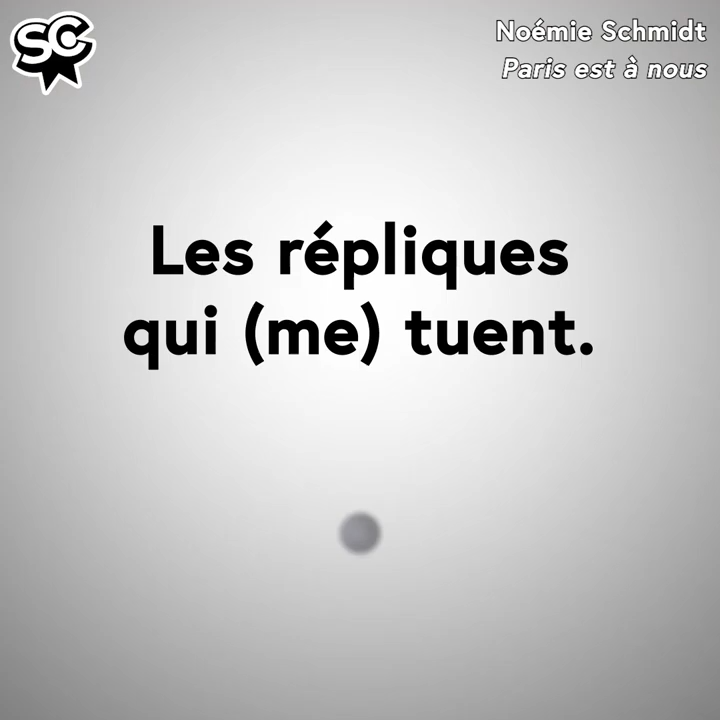 SC
Noémie Schmidt
Paris est à nous
Les répliques
qui (me) tuent.